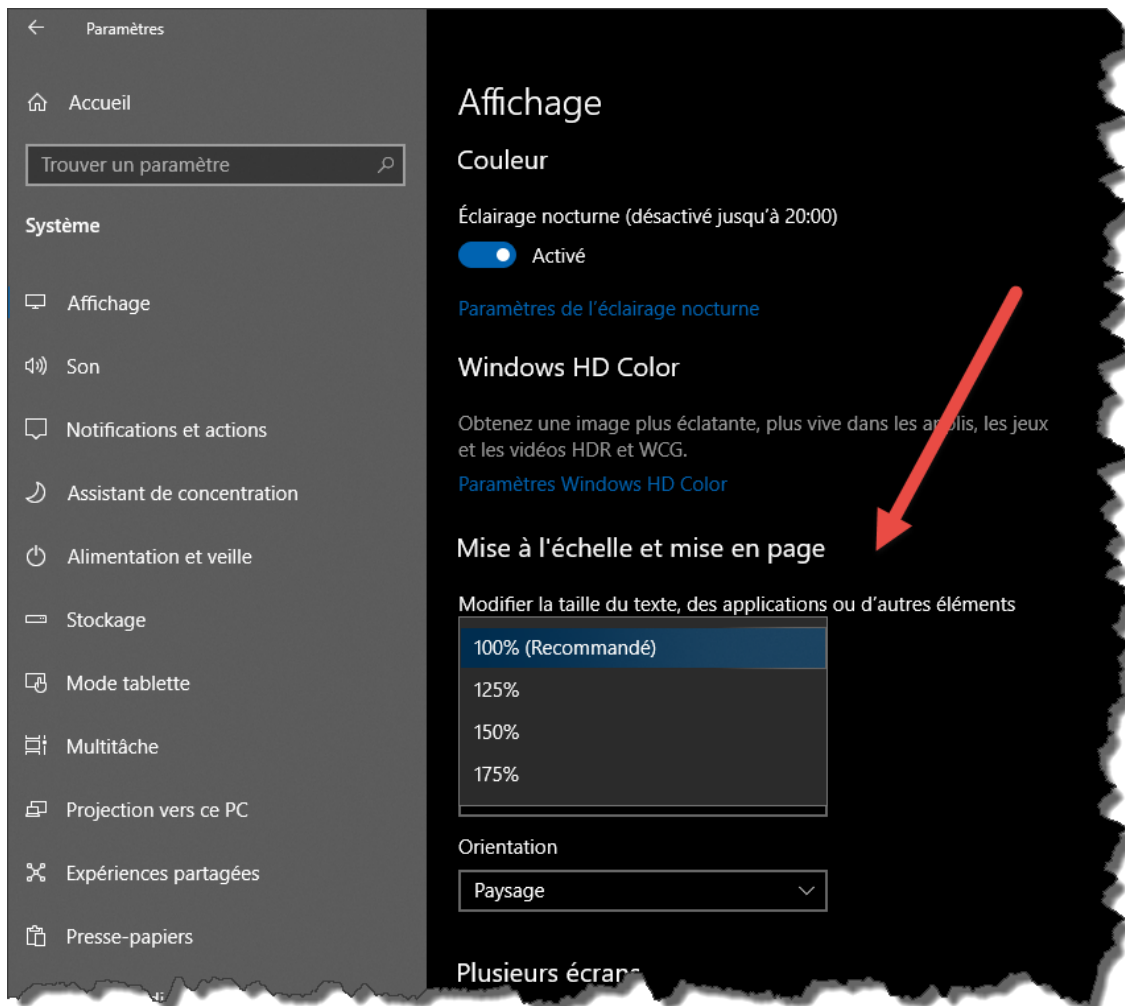 Paramètres
Accueil
Trouver un paramètre
Système
Affichage
Son
Notifications et actions
Assistant de concentration
Alimentation et veille
Stockage
Mode tablette
Multitâche
Projection vers ce PC
Expériences partagées
Presse-papiers
Affichage
Couleur
Éclairage nocturne (désactivé jusqu'à 20:00)
Activé
Paramètres de l'éclairage nocturne
Windows HD Color
Obtenez une image plus éclatante, plus vive dans les applis, les jeux
et les vidéos HDR et WCG.
Paramètres Windows HD Color
Mise à l'échelle et mise en page
Modifier la taille du texte, des applications ou d'autres éléments
100% (Recommandé)
125%
150%
175%
Orientation
Paysage
Plusieurs écrans